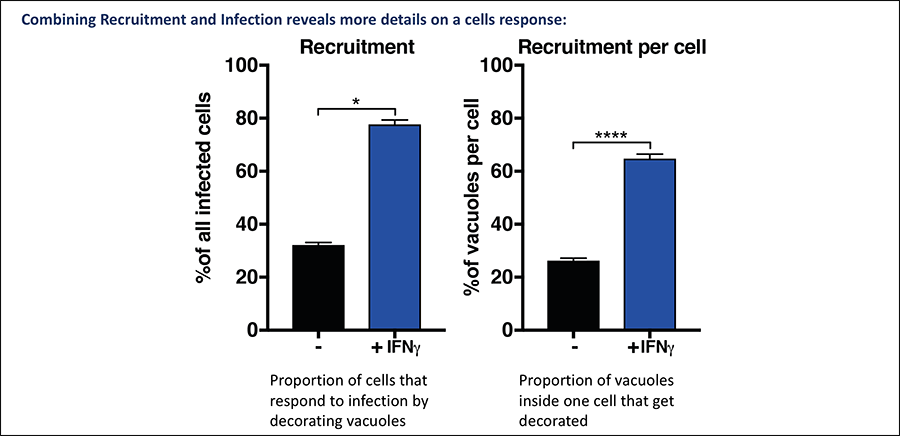 Combining Recruitment and Infection reveals more details on a cells response:
Recruitment
%of all infected cells
100
80
60
40
20
0
*
-
+ IFNγ
Proportion of cells that
respond to infection by
decorating vacuoles
Recruitment per cell
%of vacuoles per cell
100
80
60
40
20
0
****
-
+ IFNγ
Proportion of vacuoles
inside one cell that get
decorated